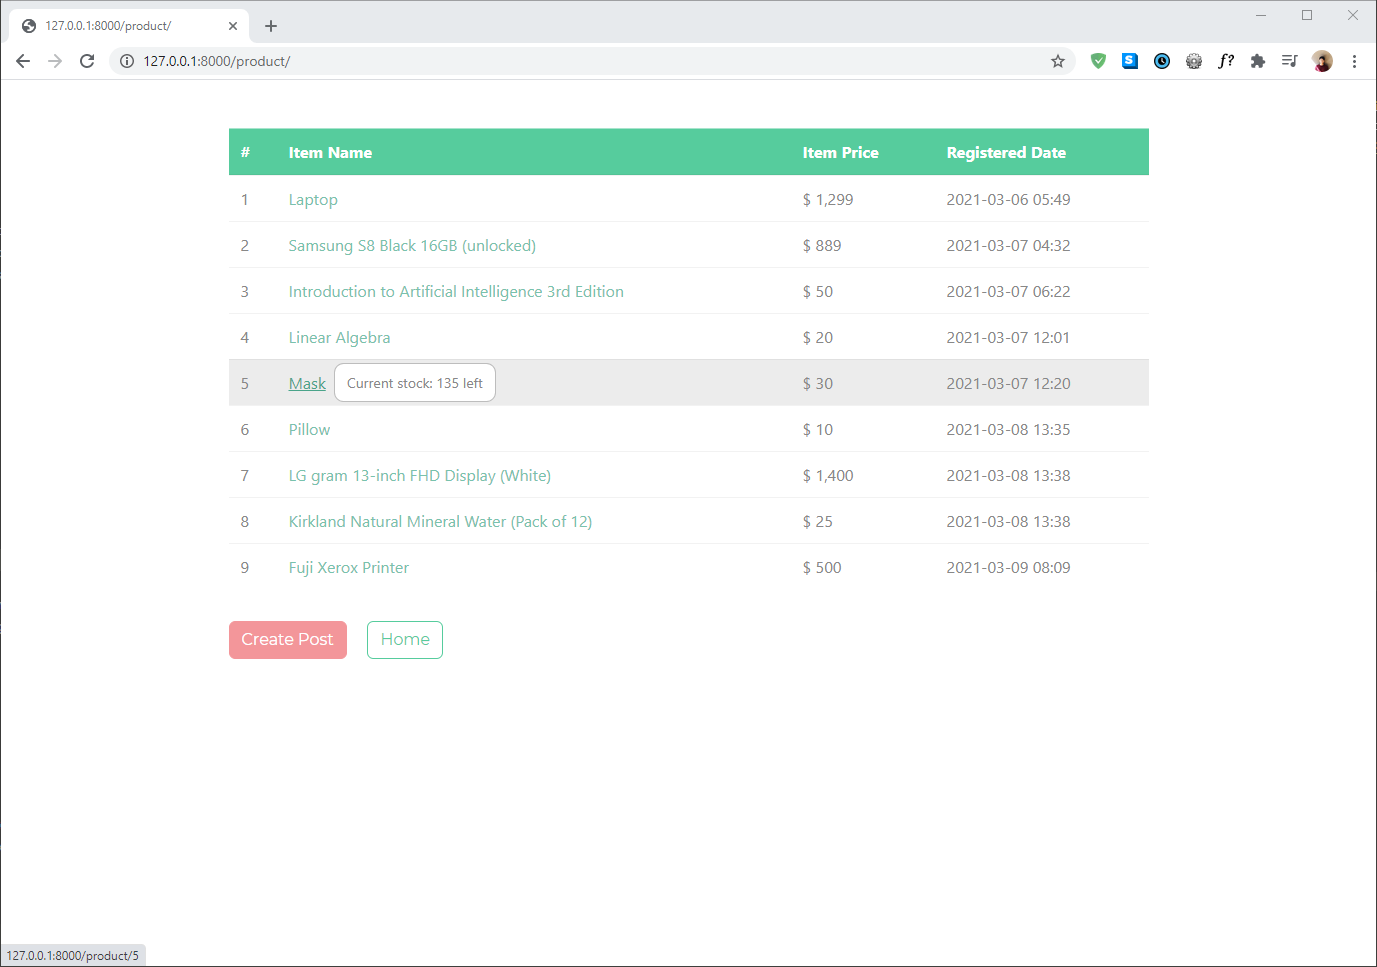 127.0.0.1:8000/product/
127.0.0.1:8000/product/
S
f?
# Item Name Item Price Registered Date
1 Laptop $ 1,299 2021-03-06 05:49
2 Samsung S8 Black 16GB (unlocked) $ 889 2021-03-07 04:32
3 Introduction to Artificial Intelligence 3rd Edition $ 50 2021-03-07 06:22
4 Linear Algebra $ 20 2021-03-07 12:01
5 Mask Current stock: 135 left $ 30 2021-03-07 12:20
6 Pillow $ 10 2021-03-08 13:35
7 LG gram 13-inch FHD Display (White) $ 1,400 2021-03-08 13:38
8 Kirkland Natural Mineral Water (Pack of 12) $ 25 2021-03-08 13:38
9 Fuji Xerox Printer $ 500 2021-03-09 08:09
Create Post Home
127.0.0.1:8000/product/5